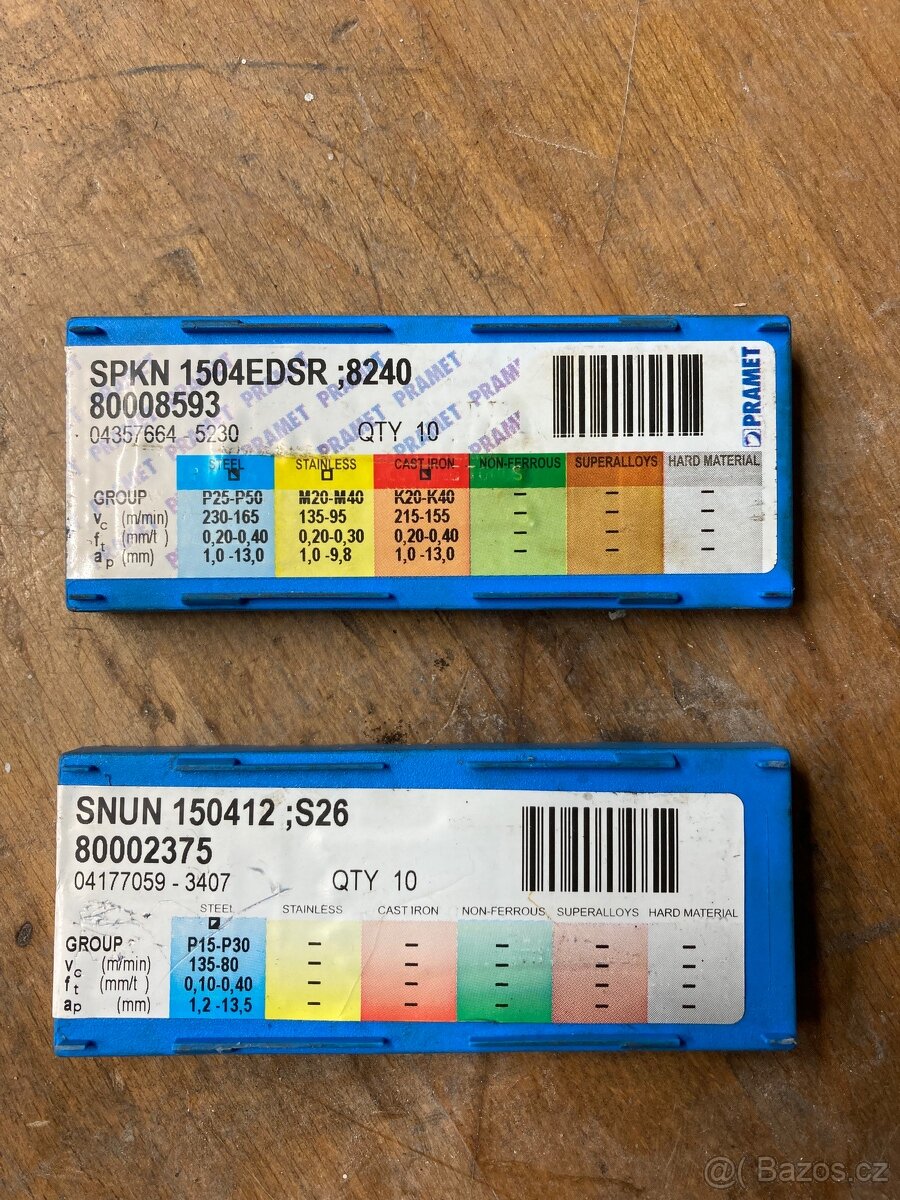 SPKN 1504EDSR ;8240
80008593
04357664 5230 QTY 10
PRAMET PRAMET PRAMET PRAMET
PRAMET
STEEL STAINLESS CAST IRON NON-FERROUS SUPERALLOYS HARD MATERIAL
GROUP P25-P50 M20-M40 K20-K40 – – –
vc (m/min) 230-165 135-95 215-155 – – –
ft (mm/t ) 0,20-0,40 0,20-0,30 0,20-0,40 – – –
ap (mm) 1,0 -13,0 1,0 -9,8 1,0 -13,0 – – –
SNUN 150412 ;S26
80002375
04177059 - 3407 QTY 10
STEEL STAINLESS CAST IRON NON-FERROUS SUPERALLOYS HARD MATERIAL
GROUP P15-P30 – – – – –
vc (m/min) 135-80 – – – – –
ft (mm/t ) 0,10-0,40 – – – – –
ap (mm) 1,2 -13,5 – – – – –
@( Bazoš.cz